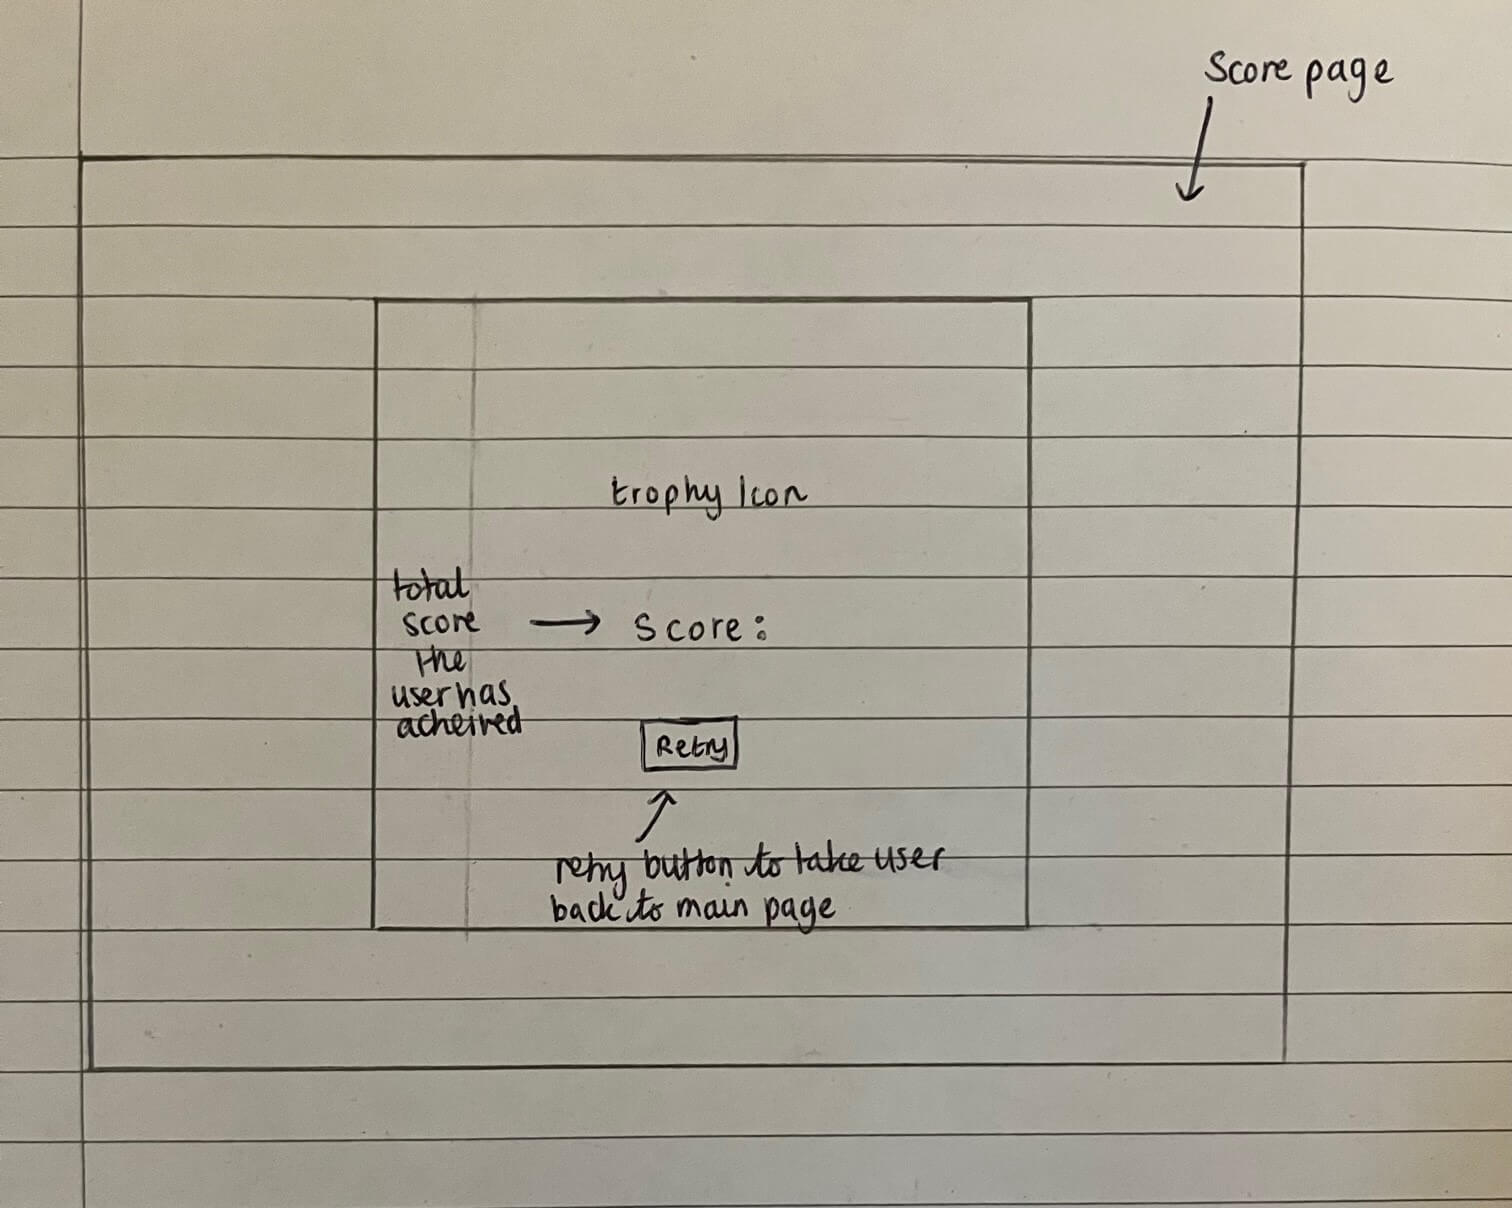 Score page
trophy Icon
total
score
the
user has
acheived
Score:
Retry
retry button to take user
back to main page